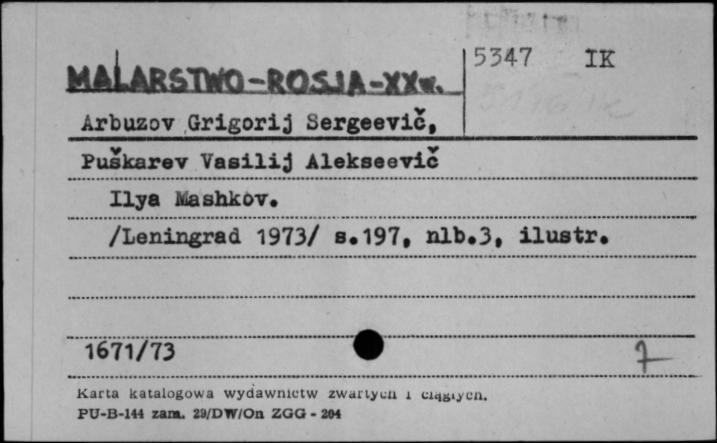 5347 IK
MALARSTWO-ROSJA-XXw.
Arbuzov Grigorij Sergeevič,
Puškarev Vasilij Alekseevič
Ilya Mashkov.
/Leningrad 1973/ s.197, nlb.3, ilustr.
1671/73
7
Karta katalogowa wydawnictw zwartych i ciągłych.
PU-B-144 zam. 29/DW/On ZGG - 204